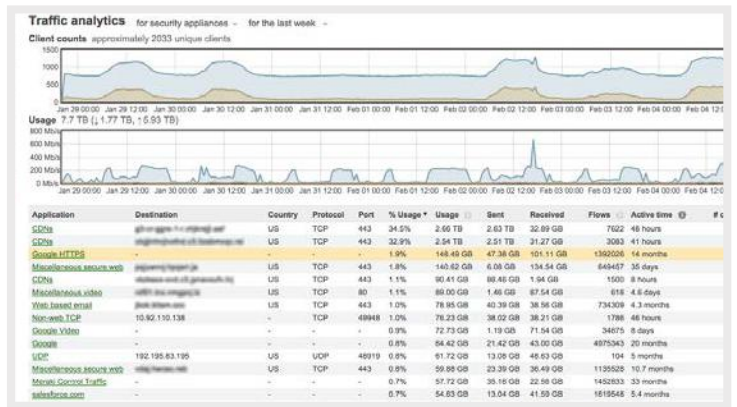 Traffic analytics for security appliances for the last week
Client counts approximately 2033 unique clients
1500
1000
500
0
Jan 29 00:00 Jan 29 12:00 Jan 30 00:00 Jan 30 12:00 Jan 31 00:00 Jan 31 12:00 Feb 01 00:00 Feb 01 12:00 Feb 02 00:00 Feb 02 12:00 Feb 03 00:00 Feb 03 12:00 Feb 04 00:00 Feb 04 12:0
Usage 7.7 TB (↓1.77 TB, ↑5.93 TB)
800 Mb/s
600 Mb/s
400 Mb/s
200 Mb/s
0 Mb/s
Jan 29 00:00 Jan 29 12:00 Jan 30 00:00 Jan 30 12:00 Jan 31 00:00 Jan 31 12:00 Feb 01 00:00 Feb 01 12:00 Feb 02 00:00 Feb 02 12:00 Feb 03 00:00 Feb 03 12:00 Feb 04 00:00 Feb 04 12:0
Application Destination Country Protocol Port % Usage ▼ Usage Sent Received Flows Active time # c
CDNs US TCP 443 34.5% 2.66 TB 2.63 TB 32.89 GB 7622 46 hours
CDNs US TCP 443 32.9% 2.54 TB 2.51 TB 31.27 GB 3083 41 hours
Google HTTPS - - - - 1.9% 148.49 GB 47.38 GB 101.11 GB 1392026 14 months
Miscellaneous secure web US TCP 443 1.8% 140.62 GB 6.08 GB 134.54 GB 649457 35 days
CDNs US TCP 443 1.1% 90.41 GB 88.46 GB 1.94 GB 1500 8 hours
Miscellaneous video US TCP 80 1.1% 89.00 GB 1.46 GB 87.54 GB 616 4.6 days
Web based email US TCP 443 1.0% 78.95 GB 40.39 GB 38.56 GB 734309 4.3 months
Non-web TCP 10.92.110.138 - TCP 49948 1.0% 76.23 GB 38.02 GB 38.21 GB 1786 46 hours
Google Video - - - - 0.9% 72.73 GB 1.19 GB 71.54 GB 34675 8 days
Google - - - - 0.8% 64.42 GB 21.42 GB 43.00 GB 4975343 20 months
UDP 192.195.83.195 US UDP 48919 0.8% 61.72 GB 13.08 GB 48.63 GB 104 5 months
Miscellaneous secure web US TCP 443 0.8% 59.88 GB 23.39 GB 36.49 GB 1135528 10.7 months
Meraki Control Traffic - - - - 0.7% 57.72 GB 35.16 GB 22.56 GB 1452833 33 months
salesforce.com - - - - 0.7% 54.63 GB 13.04 GB 41.59 GB 1619548 5.4 months